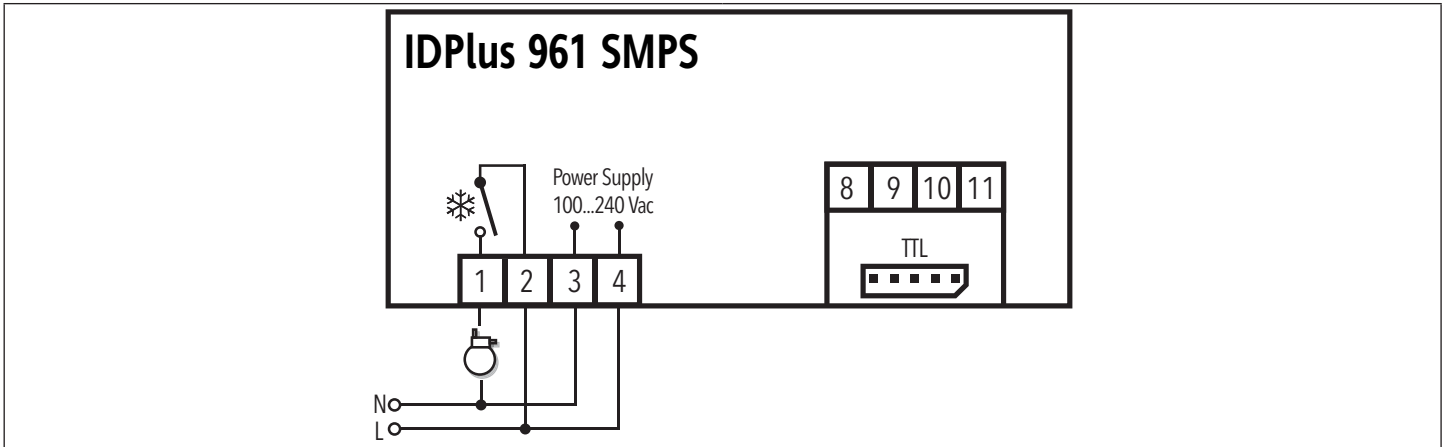 IDPlus 961 SMPS
Power Supply
100...240 Vac
8 9 10 11
TTL
1 2 3 4
N
L